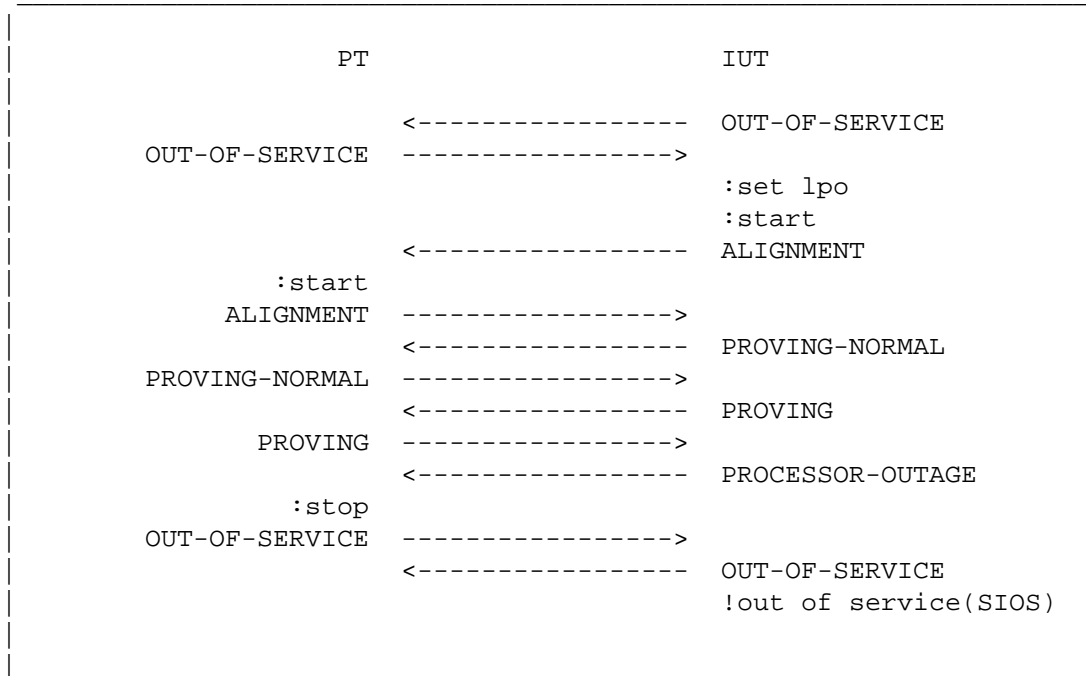 PT IUT
<----------------- OUT-OF-SERVICE
OUT-OF-SERVICE ----------------->
:set lpo
:start
<----------------- ALIGNMENT
:start
ALIGNMENT ----------------->
<----------------- PROVING-NORMAL
PROVING-NORMAL ----------------->
<----------------- PROVING
PROVING ----------------->
<----------------- PROCESSOR-OUTAGE
:stop
OUT-OF-SERVICE ----------------->
<----------------- OUT-OF-SERVICE
!out of service(SIOS)